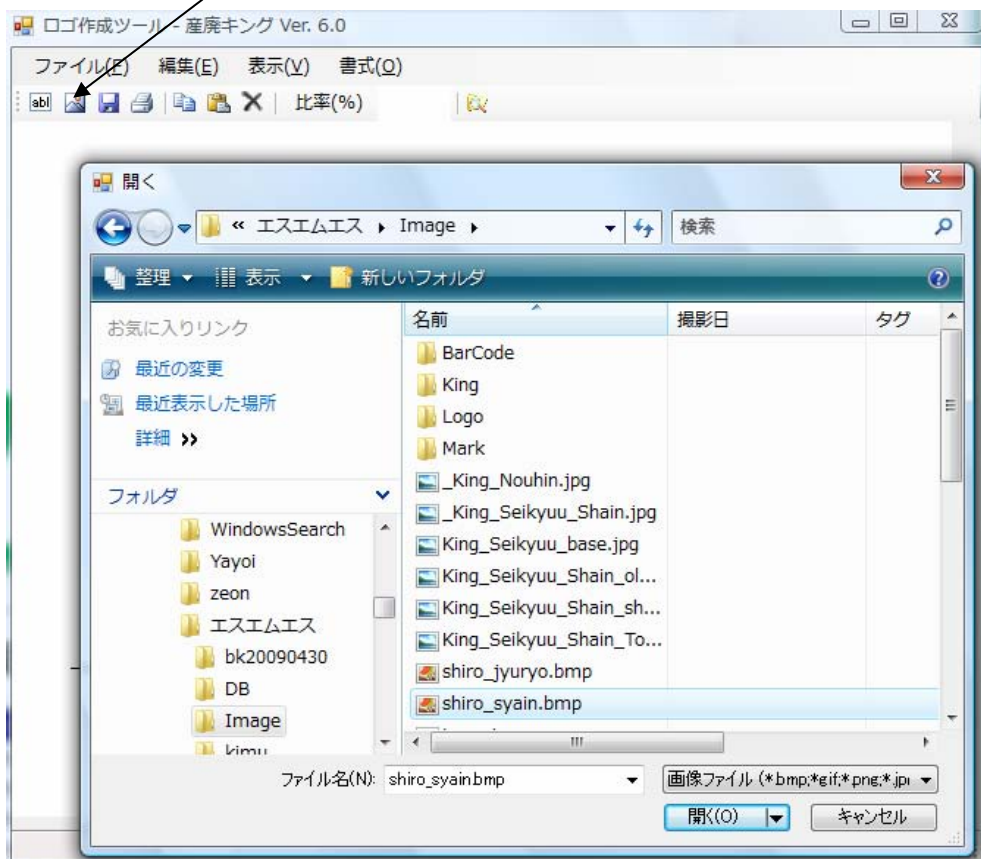 ロゴ作成ツール - 産廃キング Ver. 6.0
ファイル(F) 編集(E) 表示(V) 書式(O)
abl 比率(%)
開く
« エスエムエス Image 検索
整理 表示 新しいフォルダ
お気に入りリンク
最近の変更
最近表示した場所
詳細 »
フォルダ
WindowsSearch
Yayoi
zeon
エスエムエス
bk20090430
DB
Image
kimu
名前 撮影日 タグ
BarCode
King
Logo
Mark
_King_Nouhin.jpg
_King_Seikyuu_Shain.jpg
King_Seikyuu_base.jpg
King_Seikyuu_Shain_ol...
King_Seikyuu_Shain_sh...
King_Seikyuu_Shain_To...
shiro_jyuryo.bmp
shiro_syain.bmp
ファイル名(N): shiro_syain.bmp 画像ファイル (*.bmp;*gif;*.png;*.jp
開く(O) キャンセル